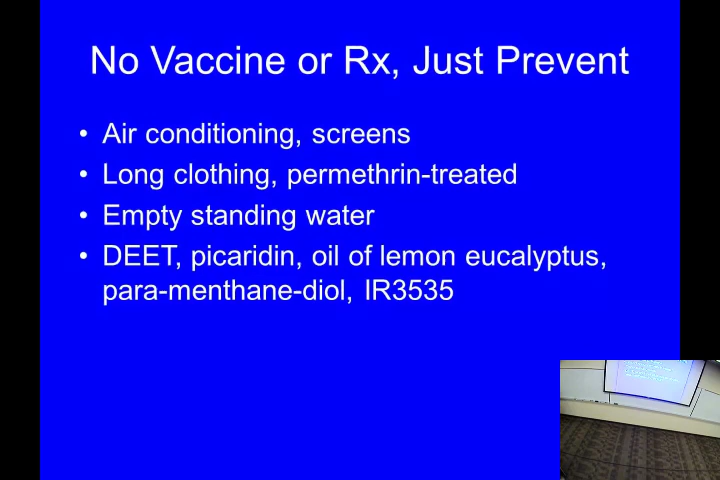 No Vaccine or Rx, Just Prevent
• Air conditioning, screens
• Long clothing, permethrin-treated
• Empty standing water
• DEET, picaridin, oil of lemon eucalyptus,
para-menthane-diol, IR3535